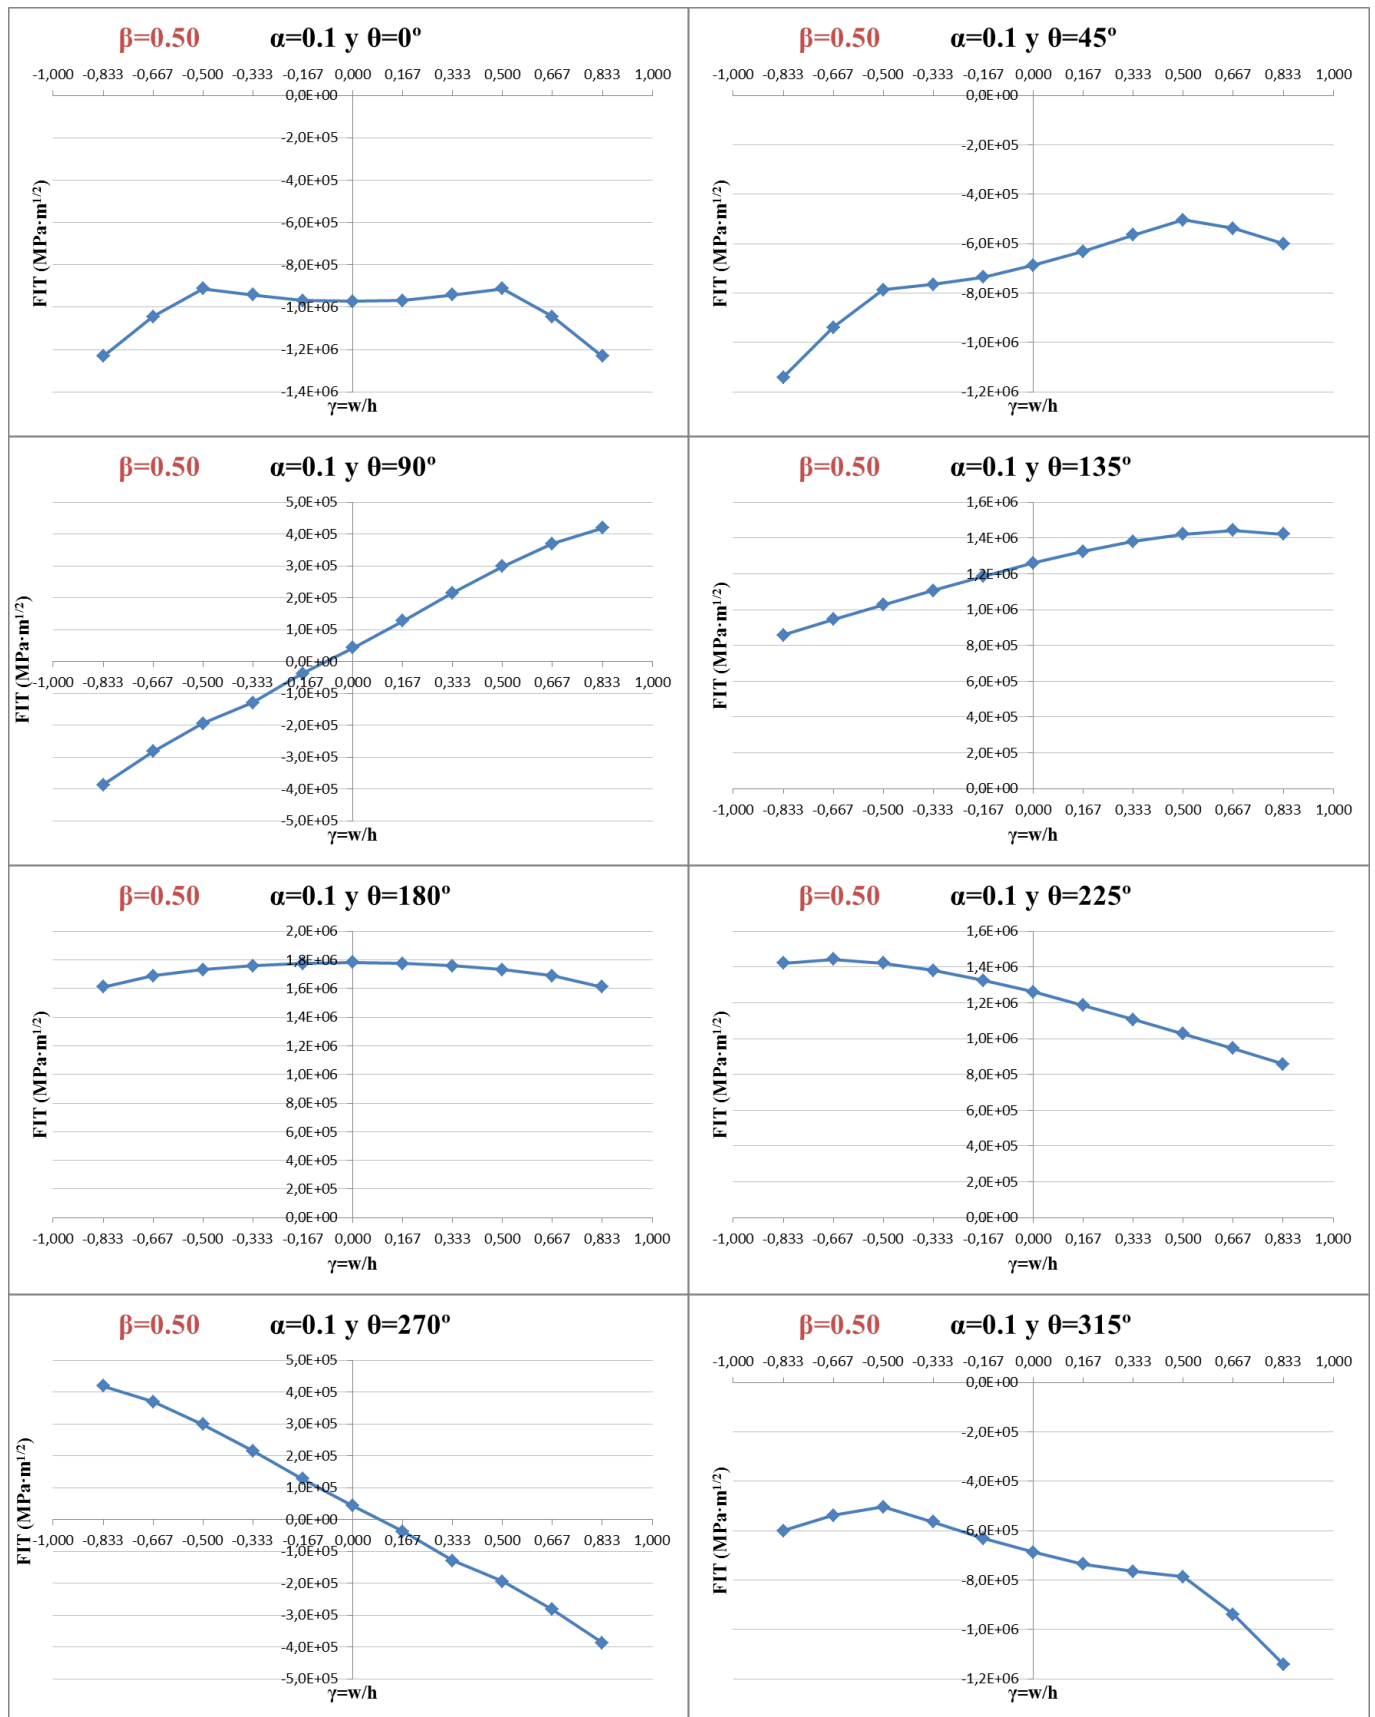 β=0.50 α=0.1 y θ=0º
-1,000 -0,833 -0,667 -0,500 -0,333 -0,167 0,000 0,167 0,333 0,500 0,667 0,833 1,000
0,0E+00
-2,0E+05
-4,0E+05
-6,0E+05
-8,0E+05
-1,0E+06
-1,2E+06
-1,4E+06
FIT (MPa·m1/2)
γ=w/h
β=0.50 α=0.1 y θ=45º
-1,000 -0,833 -0,667 -0,500 -0,333 -0,167 0,000 0,167 0,333 0,500 0,667 0,833 1,000
0,0E+00
-2,0E+05
-4,0E+05
-6,0E+05
-8,0E+05
-1,0E+06
-1,2E+06
FIT (MPa·m1/2)
γ=w/h
β=0.50 α=0.1 y θ=90º
5,0E+05
4,0E+05
3,0E+05
2,0E+05
1,0E+05
0,0E+00
-1,000 -0,833 -0,667 -0,500 -0,333 -0,167 0,000 0,167 0,333 0,500 0,667 0,833 1,000
-1,0E+05
-2,0E+05
-3,0E+05
-4,0E+05
-5,0E+05
FIT (MPa·m1/2)
γ=w/h
β=0.50 α=0.1 y θ=135º
1,6E+06
1,4E+06
1,2E+06
1,0E+06
8,0E+05
6,0E+05
4,0E+05
2,0E+05
0,0E+00
-1,000 -0,833 -0,667 -0,500 -0,333 -0,167 0,000 0,167 0,333 0,500 0,667 0,833 1,000
FIT (MPa·m1/2)
γ=w/h
β=0.50 α=0.1 y θ=180º
2,0E+06
1,8E+06
1,6E+06
1,4E+06
1,2E+06
1,0E+06
8,0E+05
6,0E+05
4,0E+05
2,0E+05
0,0E+00
-1,000 -0,833 -0,667 -0,500 -0,333 -0,167 0,000 0,167 0,333 0,500 0,667 0,833 1,000
FIT (MPa·m1/2)
γ=w/h
β=0.50 α=0.1 y θ=225º
1,6E+06
1,4E+06
1,2E+06
1,0E+06
8,0E+05
6,0E+05
4,0E+05
2,0E+05
0,0E+00
-1,000 -0,833 -0,667 -0,500 -0,333 -0,167 0,000 0,167 0,333 0,500 0,667 0,833 1,000
FIT (MPa·m1/2)
γ=w/h
β=0.50 α=0.1 y θ=270º
5,0E+05
4,0E+05
3,0E+05
2,0E+05
1,0E+05
0,0E+00
-1,000 -0,833 -0,667 -0,500 -0,333 -0,167 0,000 0,167 0,333 0,500 0,667 0,833 1,000
-1,0E+05
-2,0E+05
-3,0E+05
-4,0E+05
-5,0E+05
FIT (MPa·m1/2)
γ=w/h
β=0.50 α=0.1 y θ=315º
-1,000 -0,833 -0,667 -0,500 -0,333 -0,167 0,000 0,167 0,333 0,500 0,667 0,833 1,000
0,0E+00
-2,0E+05
-4,0E+05
-6,0E+05
-8,0E+05
-1,0E+06
-1,2E+06
FIT (MPa·m1/2)
γ=w/h